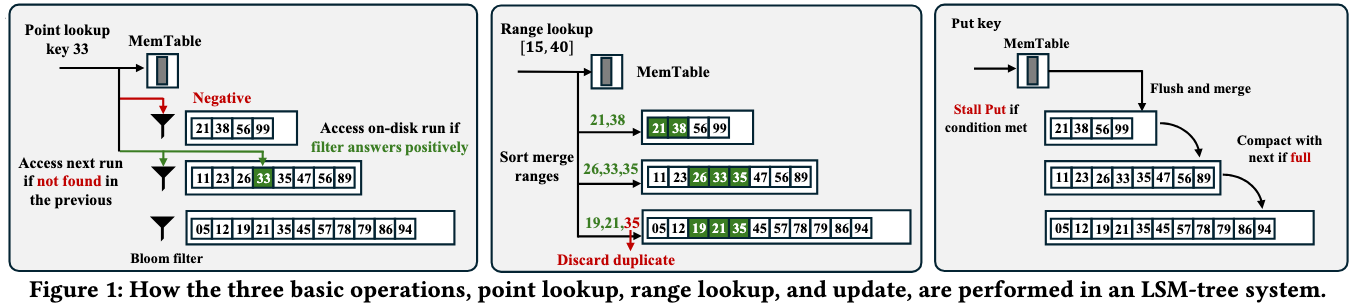 Point lookup
key 33
MemTable
Negative
21 38 56 99
Access on-disk run if
filter answers positively
Access next run
if not found in
the previous
11 23 26 33 35 47 56 89
05 12 19 21 35 45 57 78 79 86 94
Bloom filter
Range lookup
[15, 40]
MemTable
21,38
21 38 56 99
Sort merge
ranges
26,33,35
11 23 26 33 35 47 56 89
19,21,35
05 12 19 21 35 45 57 78 79 86 94
Discard duplicate
Put key
MemTable
Flush and merge
Stall Put if
condition met
21 38 56 99
Compact with
next if full
11 23 26 33 35 47 56 89
05 12 19 21 35 45 57 78 79 86 94
Figure 1: How the three basic operations, point lookup, range lookup, and update, are performed in an LSM-tree system.